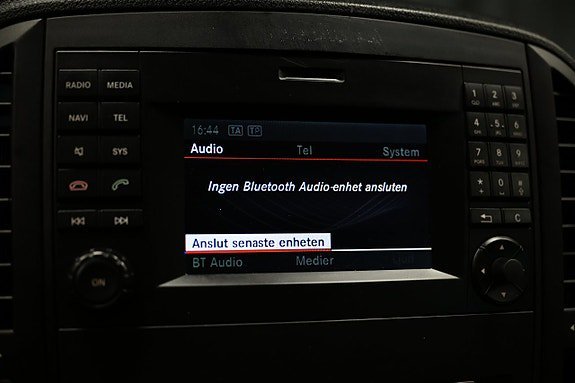 RADIO MEDIA
NAVI TEL
SYS
ON
16:44 TA TP
Audio Tel System
Ingen Bluetooth Audio-enhet ansluten
Anslut senaste enheten
BT Audio Medier Ljud
1 2 ABC 3 DEF
4 GHI 5 JKL 6 MNO
7 PQRS 8 TUV 9 WXYZ
* 0 #
C